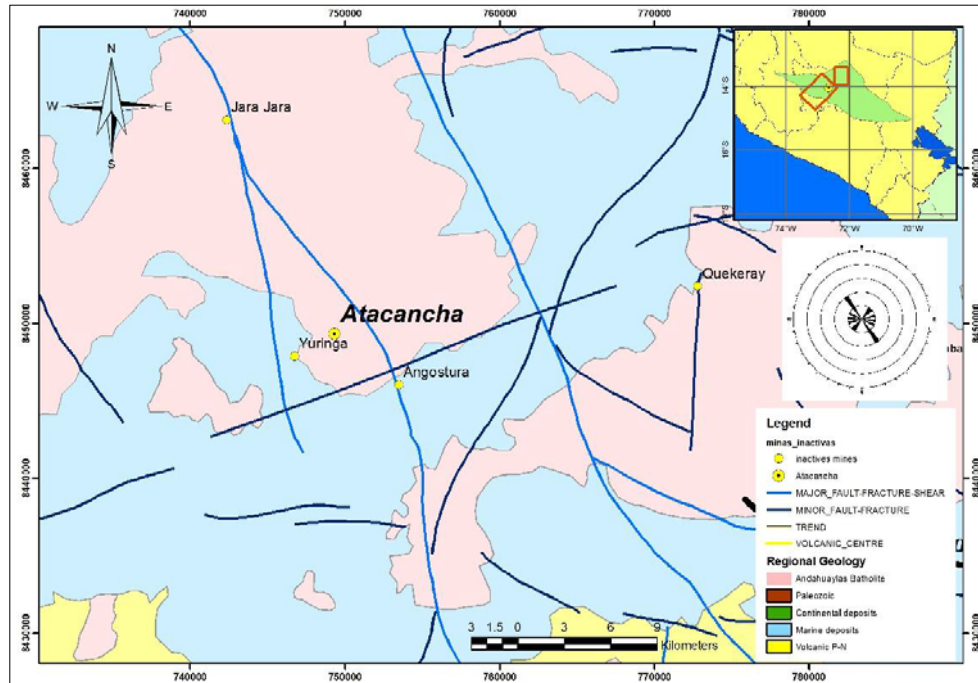 740000 750000 760000 770000 780000
N
W E
S
Jara Jara
14°S
16°S
74°W 72°W 70°W
8460000
8460000
Quekeray
Atacancha
8450000
Yuringa
Angostura
Legend
minas_inactivas
inactives mines
Atacancha
MAJOR_FAULT-FRACTURE-SHEAR
MINOR_FAULT-FRACTURE
TREND
VOLCANIC_CENTRE
Regional Geology
Andahuaylas Batholite
Paleozoic
Continental deposits
Marine deposits
Volcanic P-N
8440000
8440000
8430000
3 1.5 0 3 6 9
Kilometers
740000 750000 760000 770000 780000